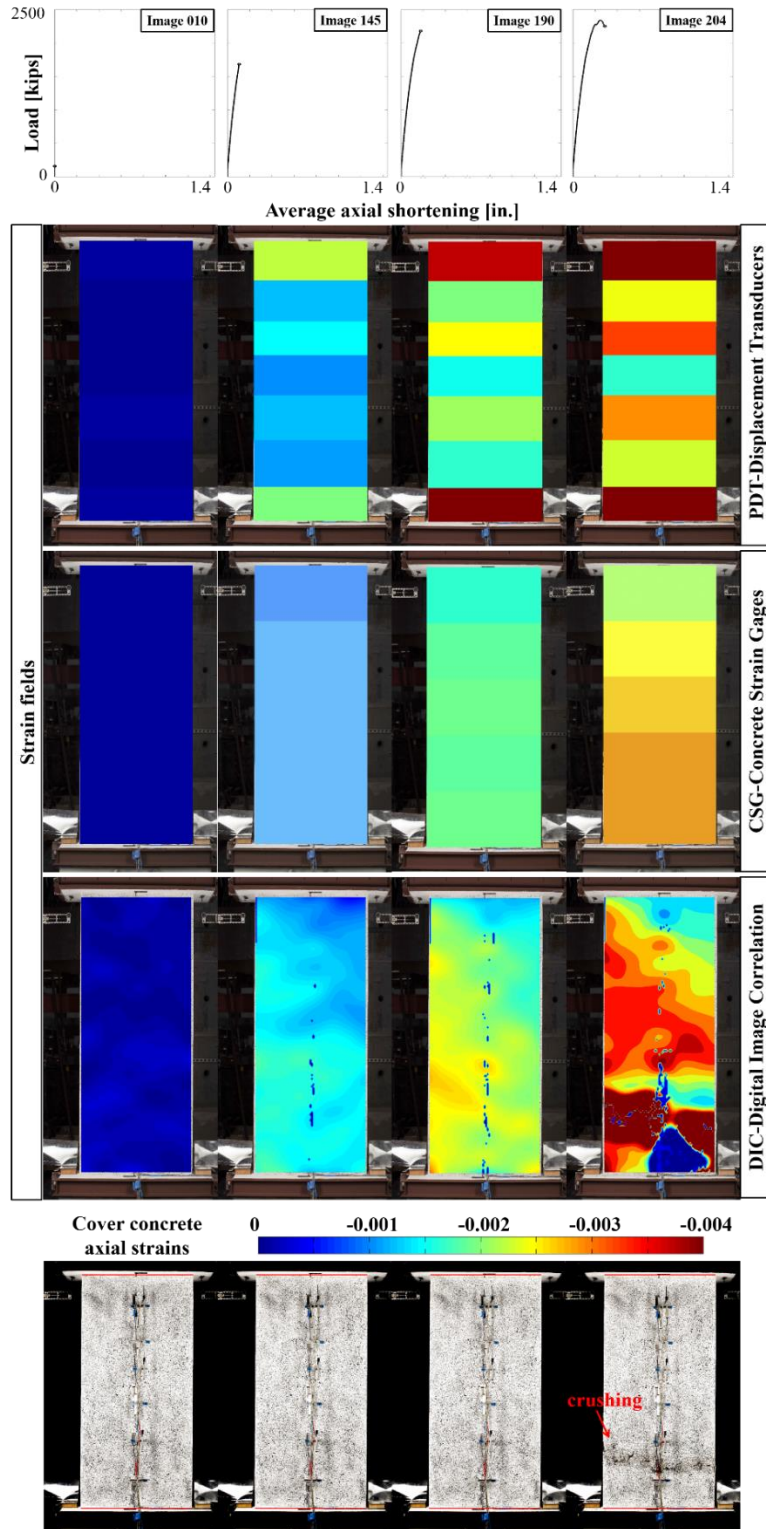 2500
Load [kips]
0
Image 010
Image 145
Image 190
Image 204
0
1.4
0
1.4
0
1.4
0
1.4
Average axial shortening [in.]
Strain fields
PDT-Displacement Transducers
CSG-Concrete Strain Gages
DIC-Digital Image Correlation
Cover concrete
axial strains
0
-0.001
-0.002
-0.003
-0.004
crushing